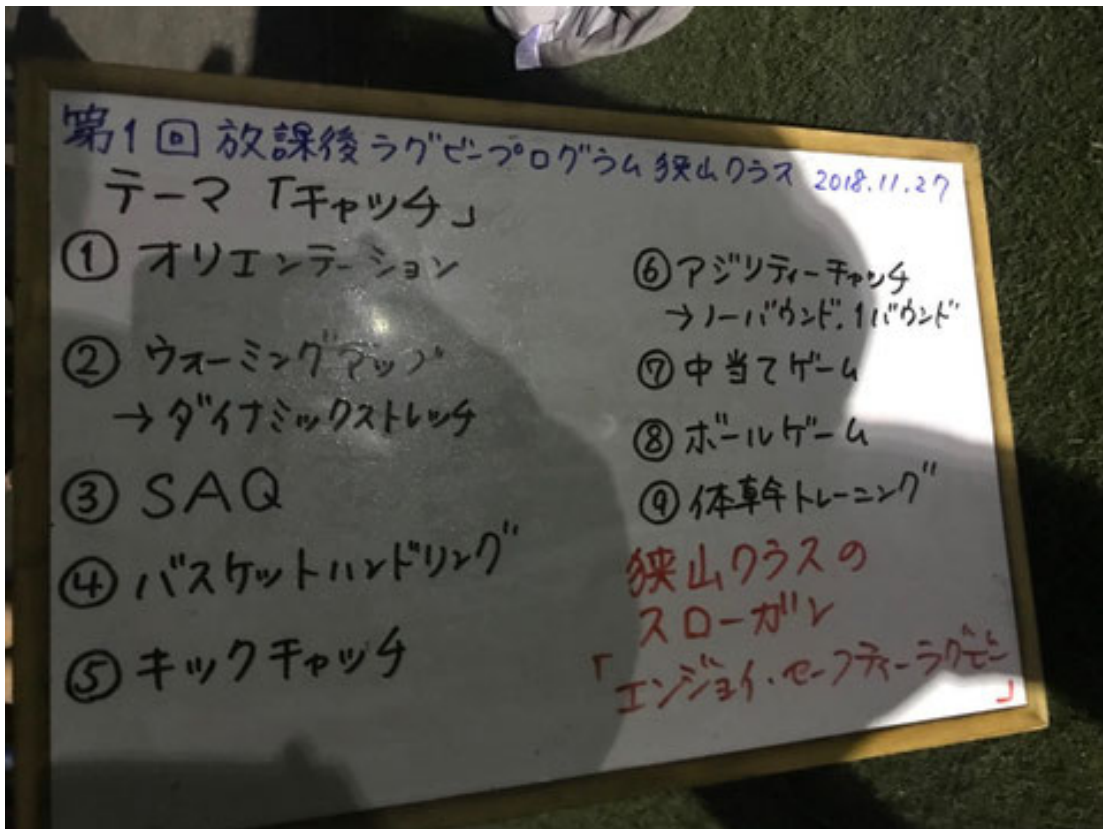 第1回 放課後ラグビープログラム 狭山クラス 2018.11.27
テーマ「キャッチ」
① オリエンテーション
② ウォーミングアップ
→ダイナミックストレッチ
③ SAQ
④ バスケットハンドリング
⑤ キックキャッチ
⑥ アジリティーキャッチ
→ノーバウンド.1バウンド
⑦ 中当てゲーム
⑧ ボールゲーム
⑨ 体幹トレーニング
狭山クラスの
スローガン
「エンジョイ・セーフティーラグビー」